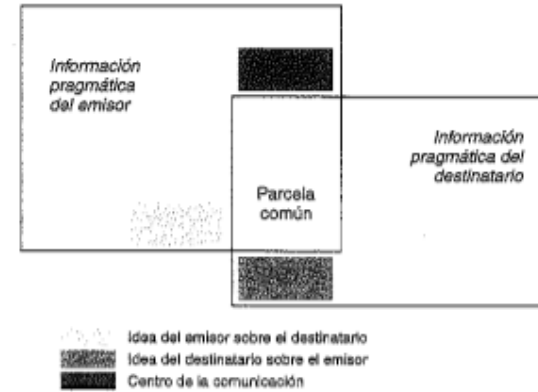 Información
pragmática
del emisor
Información
pragmática del
destinatario
Parcela
común
Idea del emisor sobre el destinatario
Idea del destinatario sobre el emisor
Centro de la comunicación